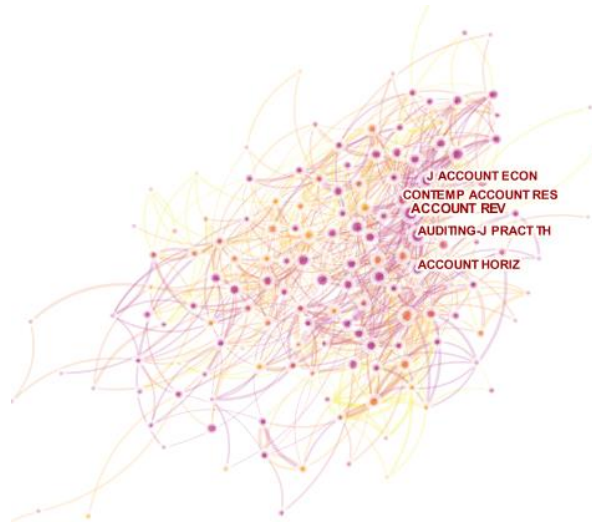 J ACCOUNT ECON
CONTEMP ACCOUNT RES
ACCOUNT REV
AUDITING-J PRACT TH
ACCOUNT HORIZ